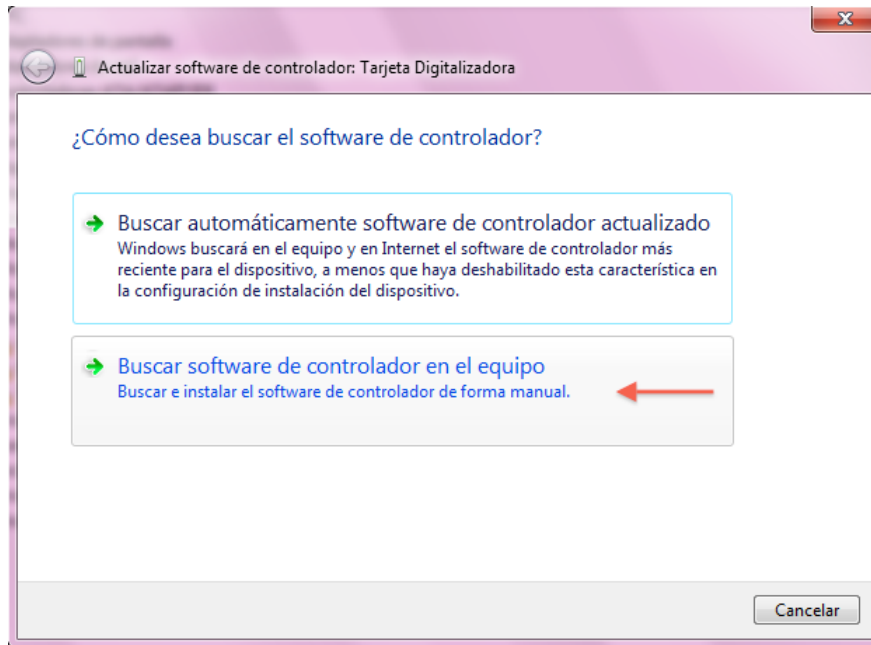 Actualizar software de controlador: Tarjeta Digitalizadora
¿Cómo desea buscar el software de controlador?
Buscar automáticamente software de controlador actualizado
Windows buscará en el equipo y en Internet el software de controlador más
reciente para el dispositivo, a menos que haya deshabilitado esta característica en
la configuración de instalación del dispositivo.
Buscar software de controlador en el equipo
Buscar e instalar el software de controlador de forma manual.
Cancelar